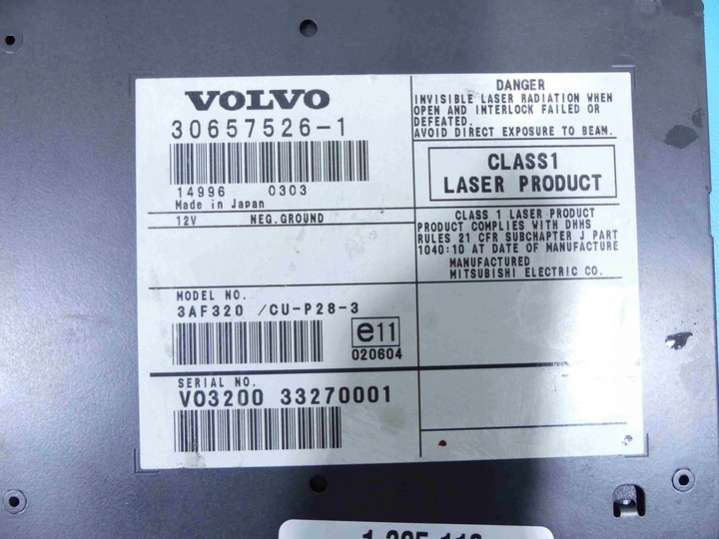 VOLVO
30657526-1
14996 0303
Made in Japan
12V NEG.GROUND
MODEL NO.
3AF320 /CU-P28-3
e11
020604
SERIAL NO.
V03200 33270001
DANGER
INVISIBLE LASER RADIATION WHEN
OPEN AND INTERLOCK FAILED OR
DEFEATED.
AVOID DIRECT EXPOSURE TO BEAM.
CLASS1
LASER PRODUCT
CLASS 1 LASER PRODUCT
PRODUCT COMPLIES WITH DHHS
RULES 21 CFR SUBCHAPTER J PART
1040:10 AT DATE OF MANUFACTURE
MANUFACTURED
MITSUBISHI ELECTRIC CO.